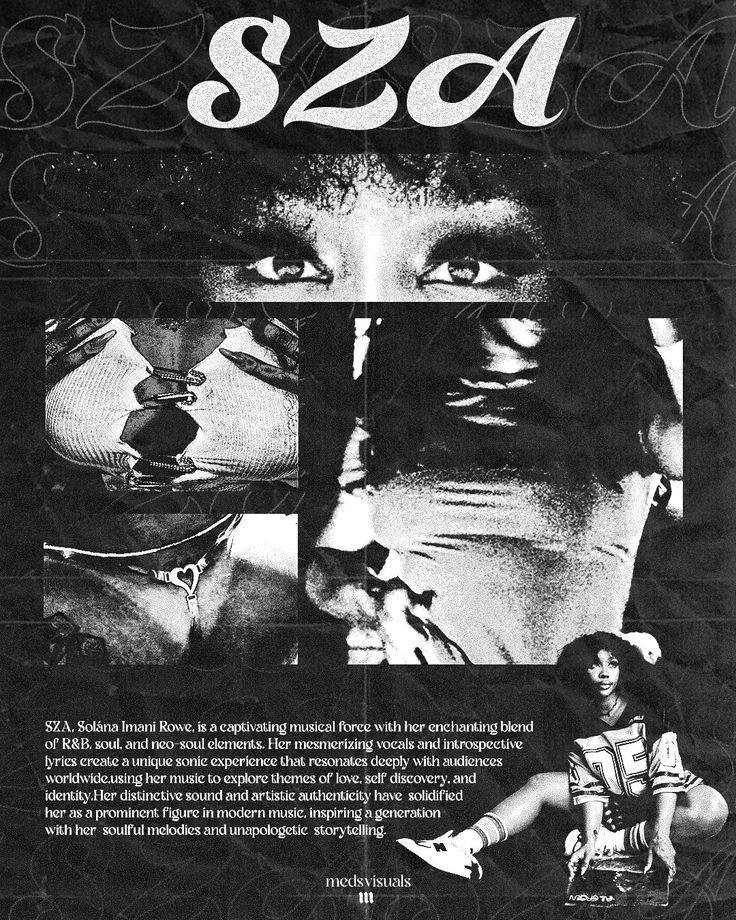 SZA
SZA, Solána Imani Rowe, is a captivating musical force with her enchanting blend
of R&B, soul, and neo-soul elements. Her mesmerizing vocals and introspective
lyrics create a unique sonic experience that resonates deeply with audiences
worldwide,using her music to explore themes of love, self discovery, and
identity.Her distinctive sound and artistic authenticity have solidified
her as a prominent figure in modern music, inspiring a generation
with her soulful melodies and unapologetic storytelling.
medsvisuals